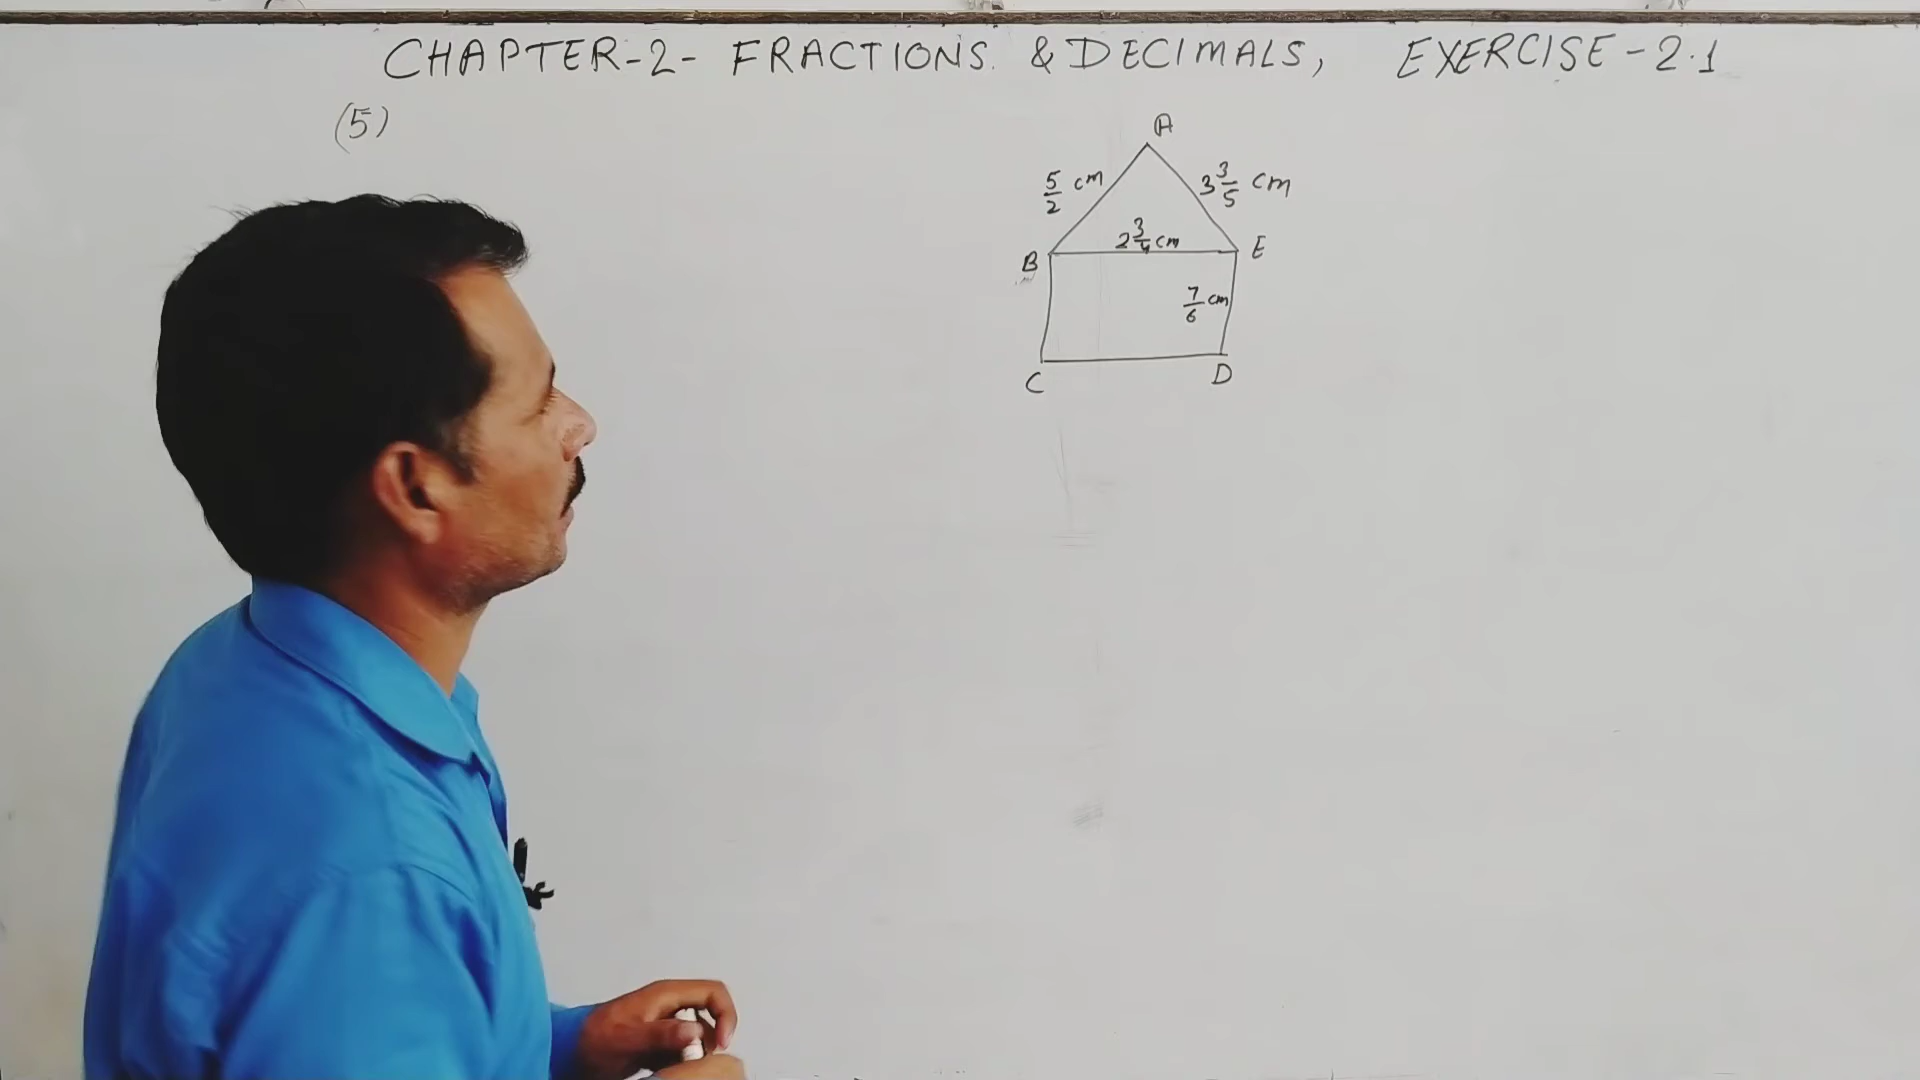 CHAPTER-2- FRACTIONS & DECIMALS, EXERCISE-2.1
(5)
A
5/2 cm
3 3/5 cm
2 3/4 cm
B
E
7/6 cm
C
D